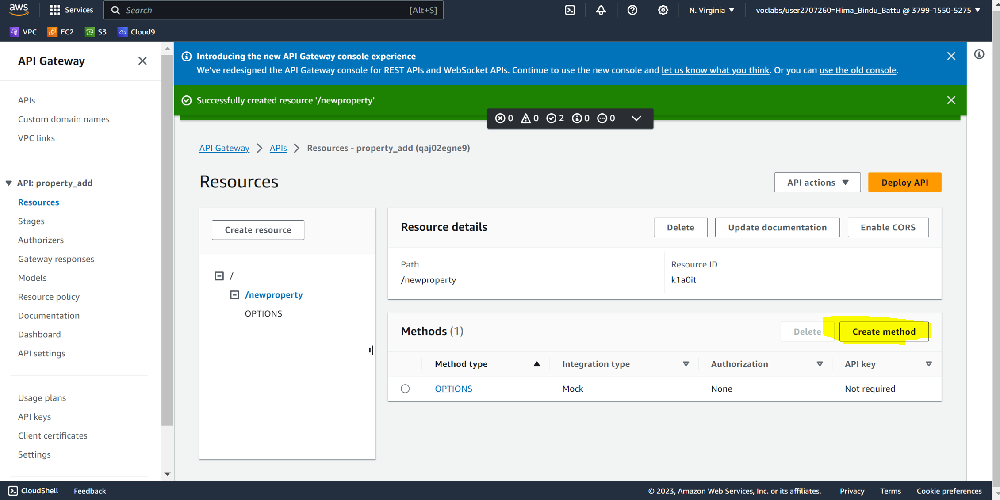 aws
Services
Search
[Alt+S]
N. Virginia
voclabs/user2707260=Hima_Bindu_Battu @ 3799-1550-5275
VPC
EC2
S3
Cloud9
API Gateway
APIs
Custom domain names
VPC links
API: property_add
Resources
Stages
Authorizers
Gateway responses
Models
Resource policy
Documentation
Dashboard
API settings
Usage plans
API keys
Client certificates
Settings
Introducing the new API Gateway console experience
We've redesigned the API Gateway console for REST APIs and WebSocket APIs. Continue to use the new console and let us know what you think. Or you can use the old console.
Successfully created resource '/newproperty'
0 0 2 0 0
API Gateway
APIs
Resources - property_add (qaj02egne9)
Resources
API actions
Deploy API
Create resource
/
/newproperty
OPTIONS
Resource details
Delete
Update documentation
Enable CORS
Path
/newproperty
Resource ID
k1a0it
Methods (1)
Delete
Create method
Method type
Integration type
Authorization
API key
OPTIONS
Mock
None
Not required
CloudShell
Feedback
© 2023, Amazon Web Services, Inc. or its affiliates.
Privacy
Terms
Cookie preferences